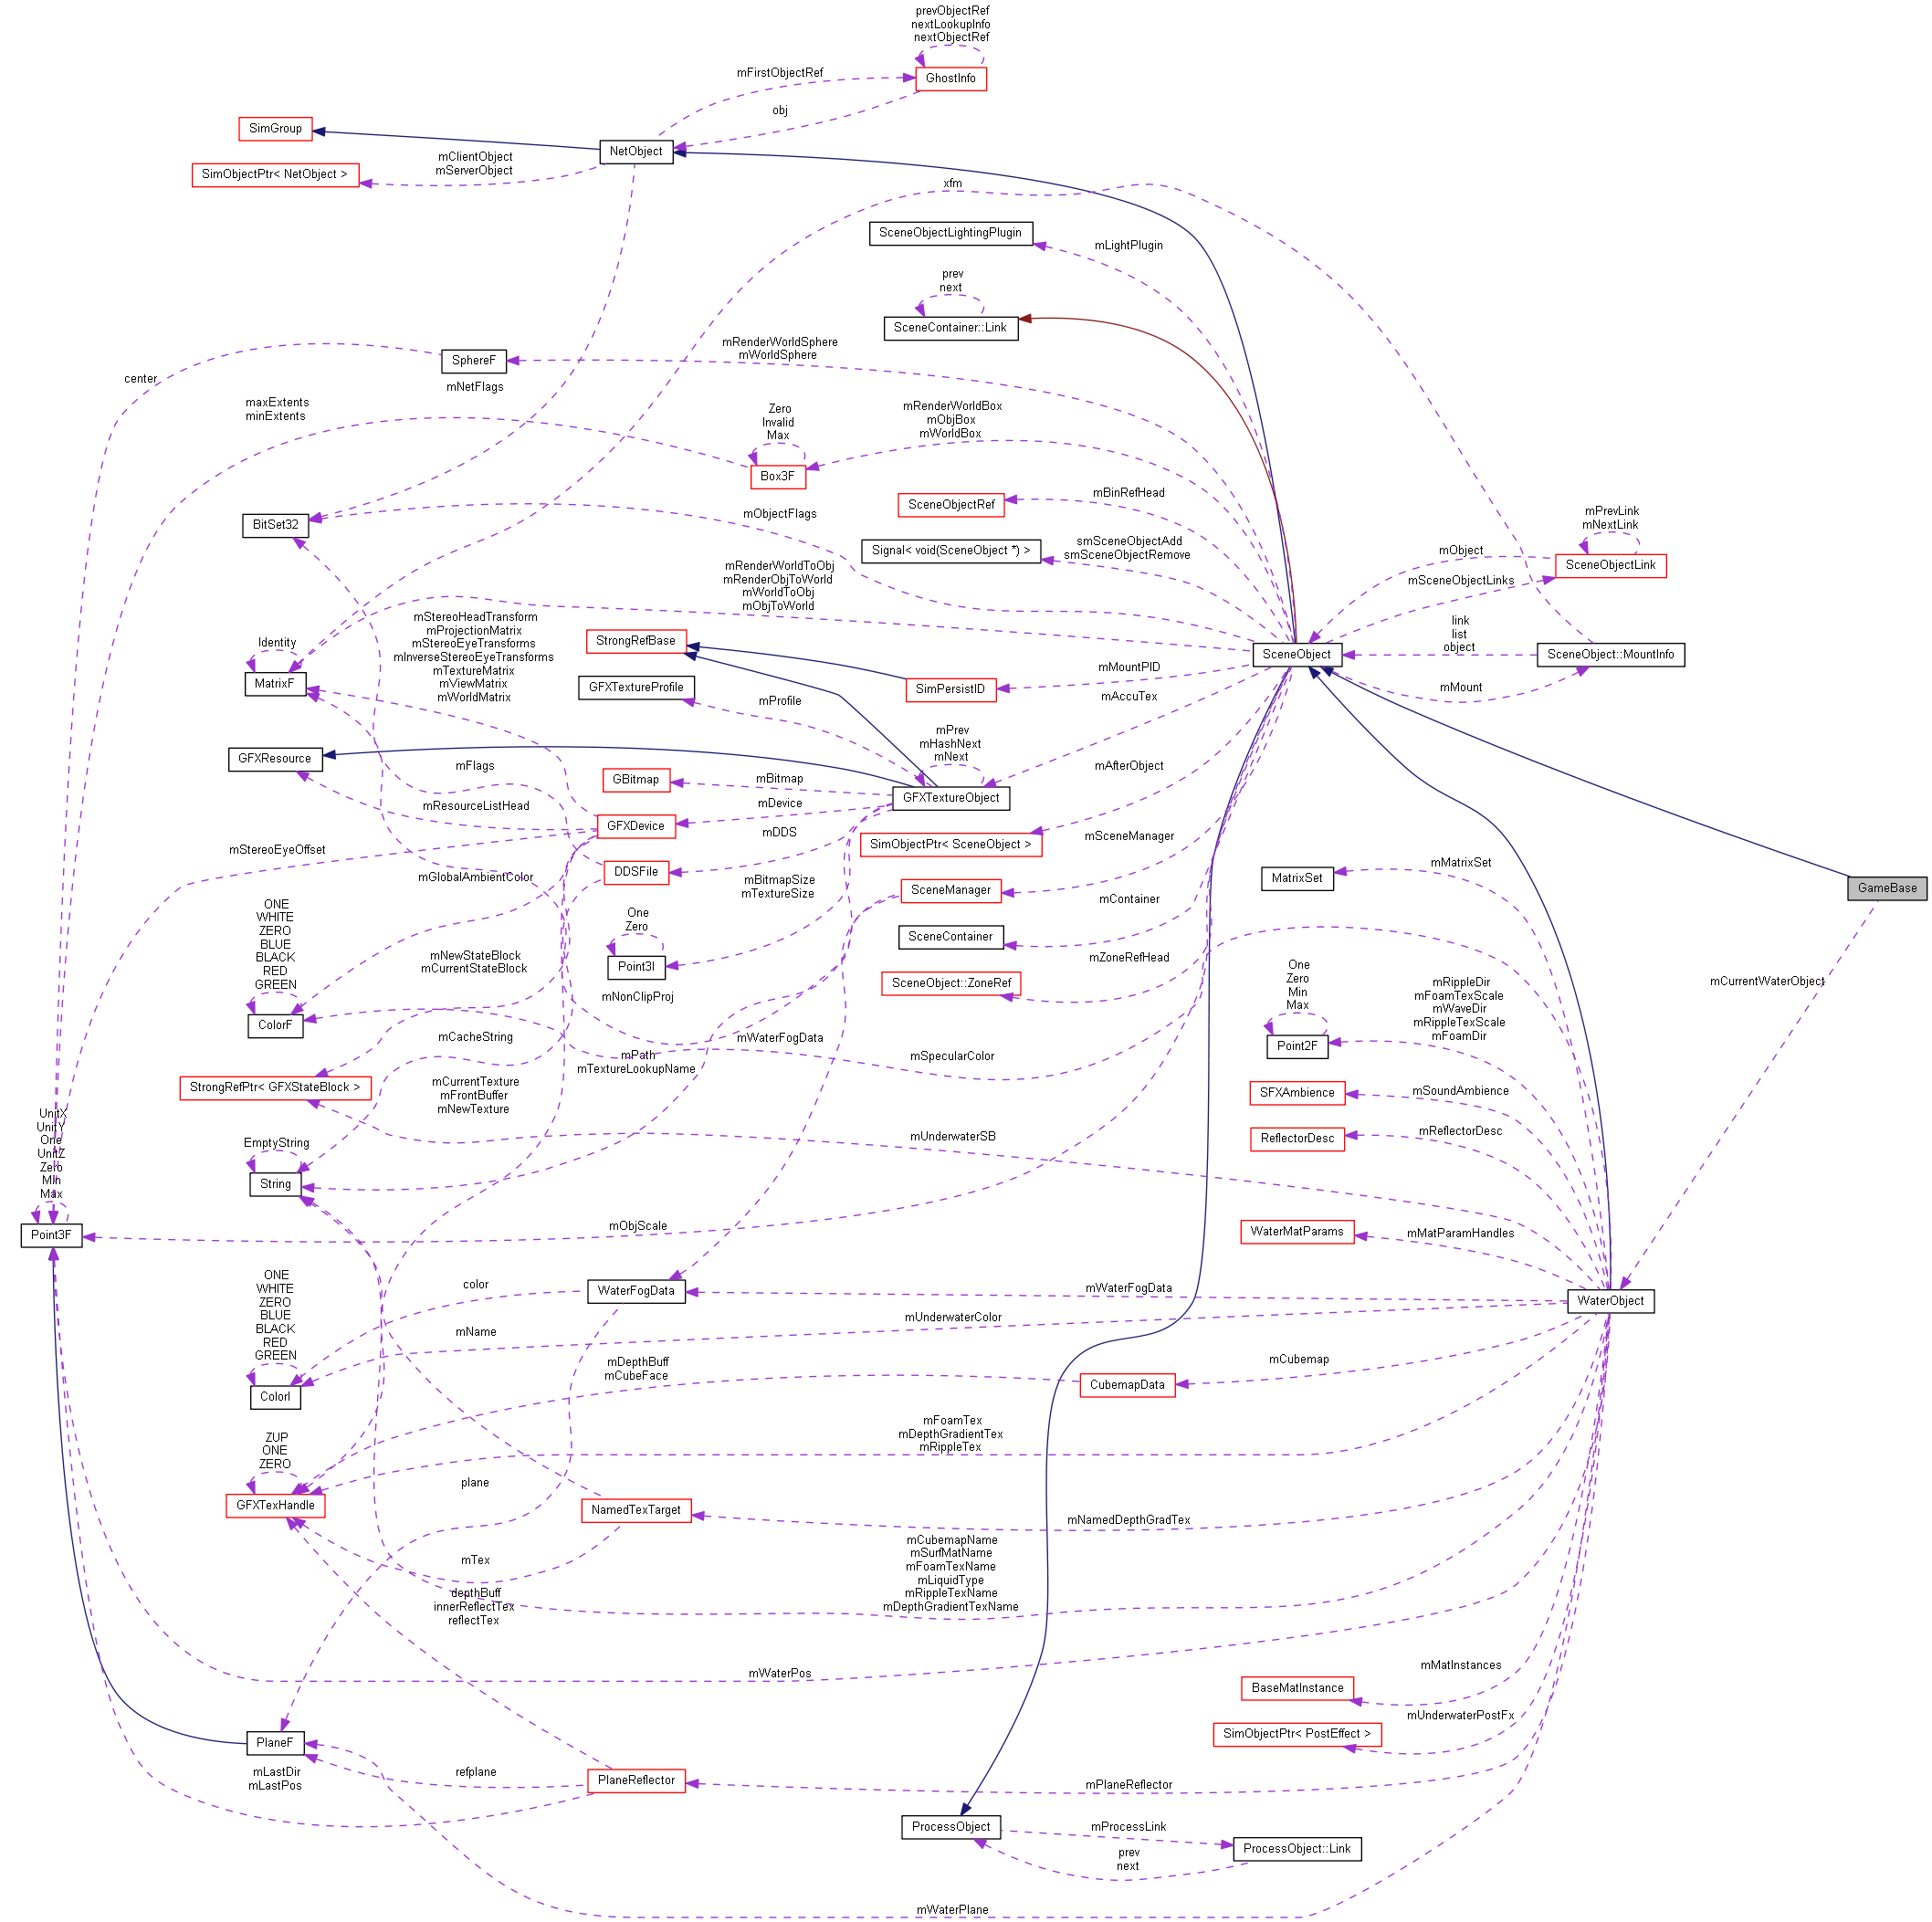 prevObjectRef
nextLookupInfo
nextObjectRef
mFirstObjectRef
GhostInfo
obj
SimGroup
NetObject
mClientObject
mServerObject
SimObjectPtr< NetObject >
xfm
SceneObjectLightingPlugin
mLightPlugin
prev
next
SceneContainer::Link
mRenderWorldSphere
mWorldSphere
SphereF
center
mNetFlags
maxExtents
minExtents
Zero
Invalid
Max
mRenderWorldBox
mObjBox
mWorldBox
Box3F
mBinRefHead
SceneObjectRef
mObjectFlags
BitSet32
mPrevLink
mNextLink
smSceneObjectAdd
smSceneObjectRemove
Signal< void(SceneObject *) >
mObject
SceneObjectLink
mSceneObjectLinks
mRenderWorldToObj
mRenderObjToWorld
mWorldToObj
mObjToWorld
mStereoHeadTransform
mProjectionMatrix
mStereoEyeTransforms
mInverseStereoEyeTransforms
mTextureMatrix
mViewMatrix
mWorldMatrix
Identity
MatrixF
StrongRefBase
link
list
object
SceneObject
SceneObject::MountInfo
mMountPID
mMount
GFXTextureProfile
SimPersistID
mProfile
mAccuTex
mPrev
mHashNext
mNext
GFXResource
mFlags
GBitmap
mBitmap
mAfterObject
GFXTextureObject
mDevice
mResourceListHead
GFXDevice
mDDS
SimObjectPtr< SceneObject >
mSceneManager
mStereoEyeOffset
mGlobalAmbientColor
DDSFile
mBitmapSize
mTextureSize
SceneManager
mMatrixSet
MatrixSet
GameBase
mContainer
ONE
WHITE
ZERO
BLUE
BLACK
RED
GREEN
One
Zero
SceneContainer
mNewStateBlock
mCurrentStateBlock
Point3I
mZoneRefHead
One
Zero
Min
Max
mCurrentWaterObject
SceneObject::ZoneRef
mRippleDir
mFoamTexScale
mWaveDir
mRippleTexScale
mFoamDir
mNonClipProj
ColorF
mCacheString
mWaterFogData
Point2F
mPath
mTextureLookupName
mSpecularColor
StrongRefPtr< GFXStateBlock >
mCurrentTexture
mFrontBuffer
mNewTexture
SFXAmbience
mSoundAmbience
UnitX
UnitY
One
UnitZ
Zero
Min
Max
EmptyString
mUnderwaterSB
mReflectorDesc
ReflectorDesc
String
Point3F
mObjScale
WaterMatParams
mMatParamHandles
ONE
WHITE
ZERO
BLUE
BLACK
RED
GREEN
color
WaterFogData
mWaterFogData
WaterObject
mName
mUnderwaterColor
mDepthBuff
mCubeFace
mCubemap
CubemapData
ColorI
mFoamTex
mDepthGradientTex
mRippleTex
ZUP
ONE
ZERO
plane
GFXTexHandle
NamedTexTarget
mNamedDepthGradTex
mTex
mCubemapName
mSurfMatName
mFoamTexName
mLiquidType
mRippleTexName
mDepthGradientTexName
depthBuff
innerReflectTex
reflectTex
mWaterPos
mMatInstances
BaseMatInstance
mUnderwaterPostFx
SimObjectPtr< PostEffect >
PlaneF
mLastDir
mLastPos
refplane
PlaneReflector
mPlaneReflector
ProcessObject
mProcessLink
ProcessObject::Link
prev
next
mWaterPlane